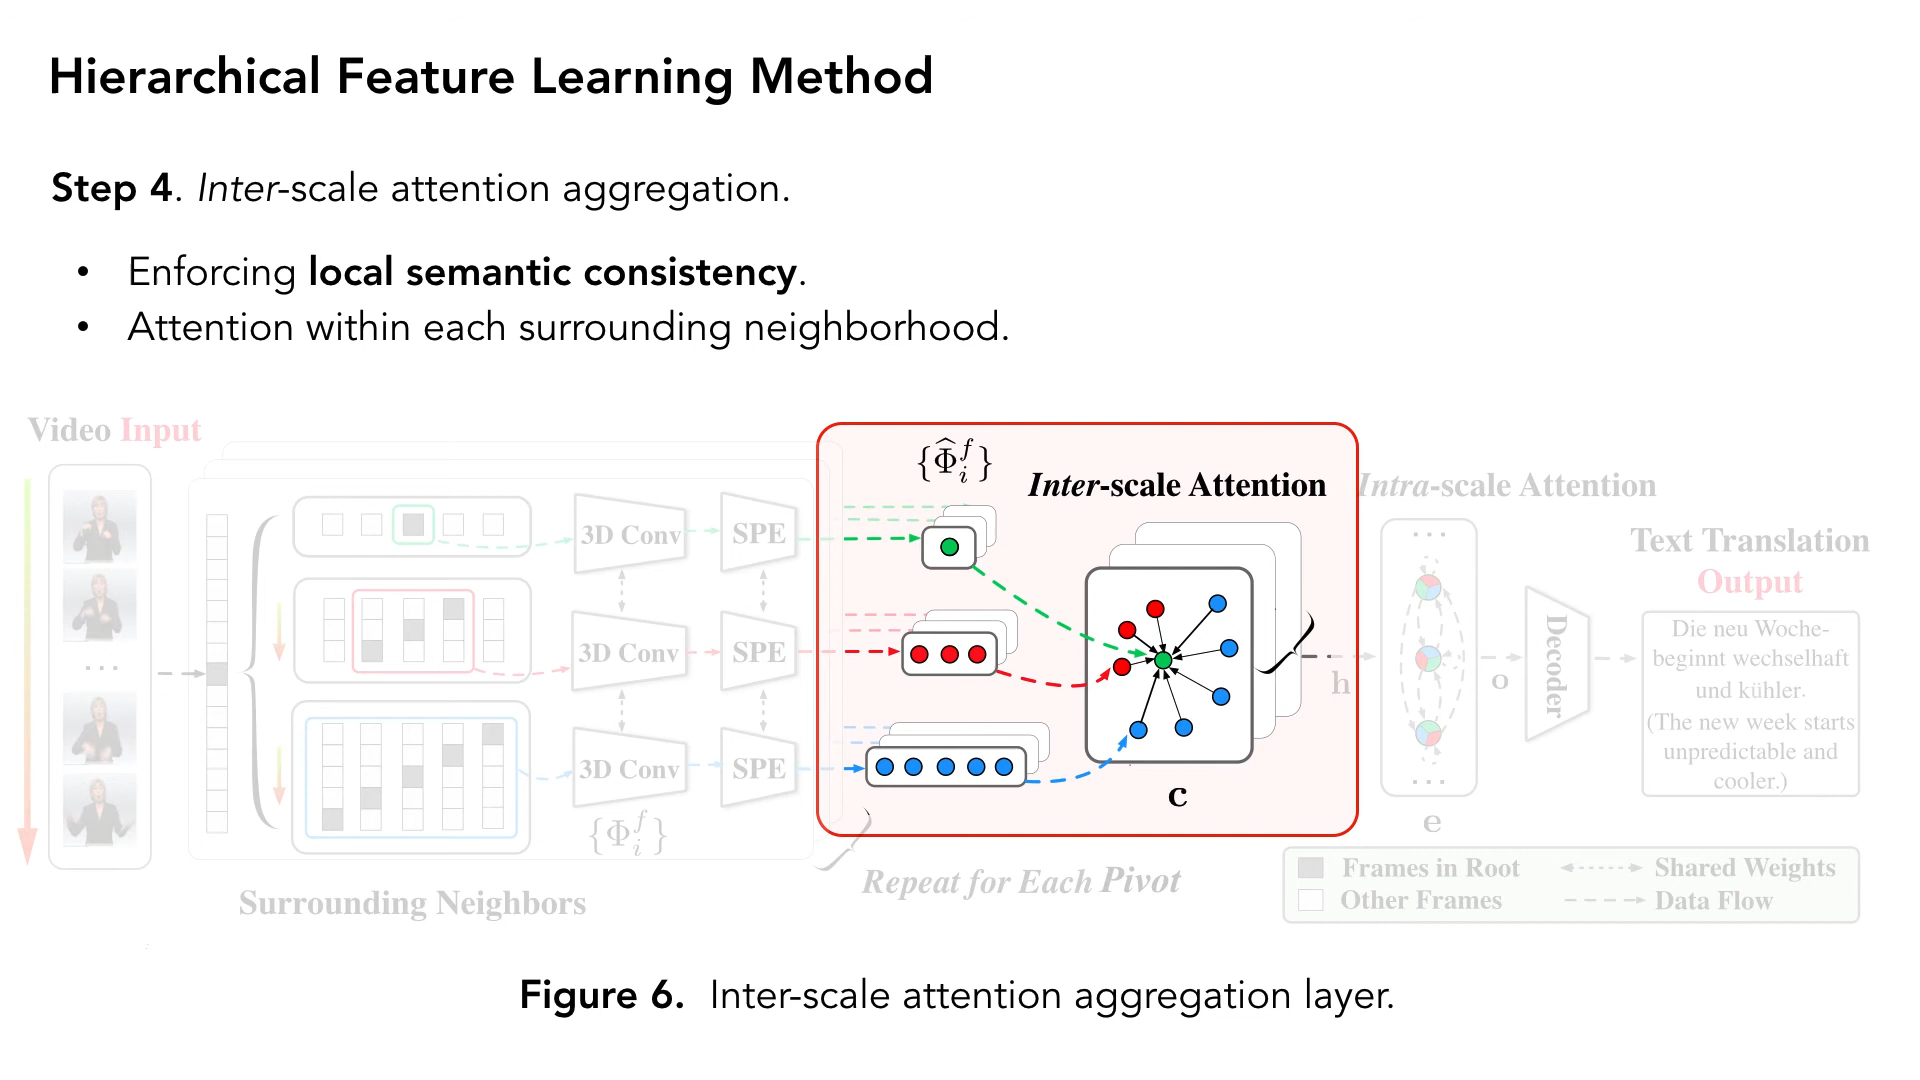 Hierarchical Feature Learning Method
Step 4. Inter-scale attention aggregation.
• Enforcing local semantic consistency.
• Attention within each surrounding neighborhood.
Video Input
{Φ̂ᵢᶠ}
Inter-scale Attention
Intra-scale Attention
Text Translation
Output
3D Conv
SPE
3D Conv
SPE
3D Conv
SPE
{Φᵢᶠ}
c
h
e
o
Decoder
Die neu Woche-
beginnt wechselhaft
und kühler.
(The new week starts
unpredictable and
cooler.)
Surrounding Neighbors
Repeat for Each Pivot
Frames in Root
Shared Weights
Other Frames
Data Flow
Figure 6. Inter-scale attention aggregation layer.